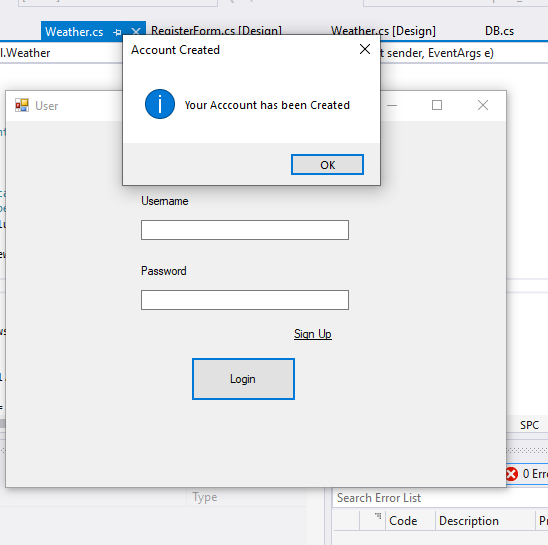 Weather.cs
RegisterForm.cs [Design]
Weather.cs [Design]
DB.cs
l.Weather
t sender, EventArgs e)
Account Created
Your Acccount has been Created
OK
User
Username
Password
Sign Up
Login
SPC
0 Erro
Type
Search Error List
Code
Description